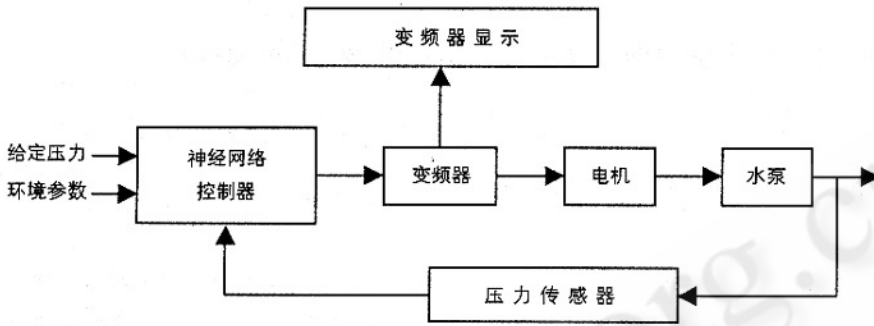 变频器显示
给定压力
环境参数
神经网络
控制器
变频器
电机
水泵
压力传感器
org.c